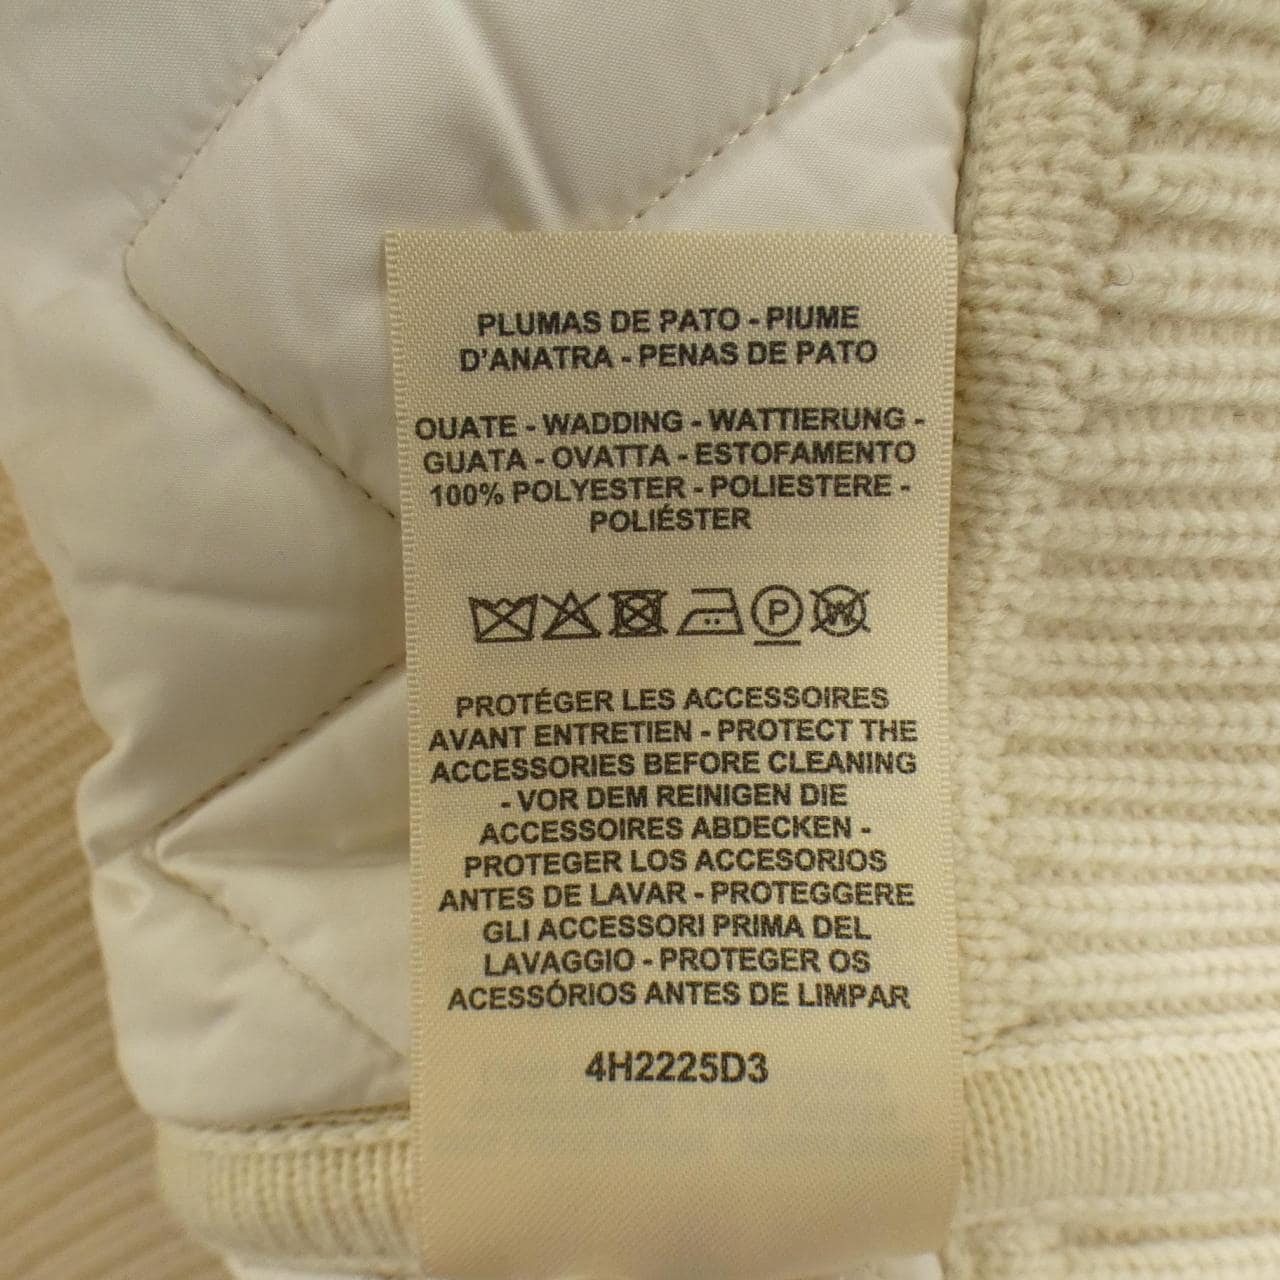 PLUMAS DE PATO - PIUME
D'ANATRA - PENAS DE PATO
OUATE - WADDING - WATTIERUNG -
GUATA - OVATTA - ESTOFAMENTO
100% POLYESTER - POLIESTERE -
POLIÉSTER
P W
PROTÉGER LES ACCESSOIRES
AVANT ENTRETIEN - PROTECT THE
ACCESSORIES BEFORE CLEANING
- VOR DEM REINIGEN DIE
ACCESSOIRES ABDECKEN -
PROTEGER LOS ACCESORIOS
ANTES DE LAVAR - PROTEGGERE
GLI ACCESSORI PRIMA DEL
LAVAGGIO - PROTEGER OS
ACESSÓRIOS ANTES DE LIMPAR
4H2225D3